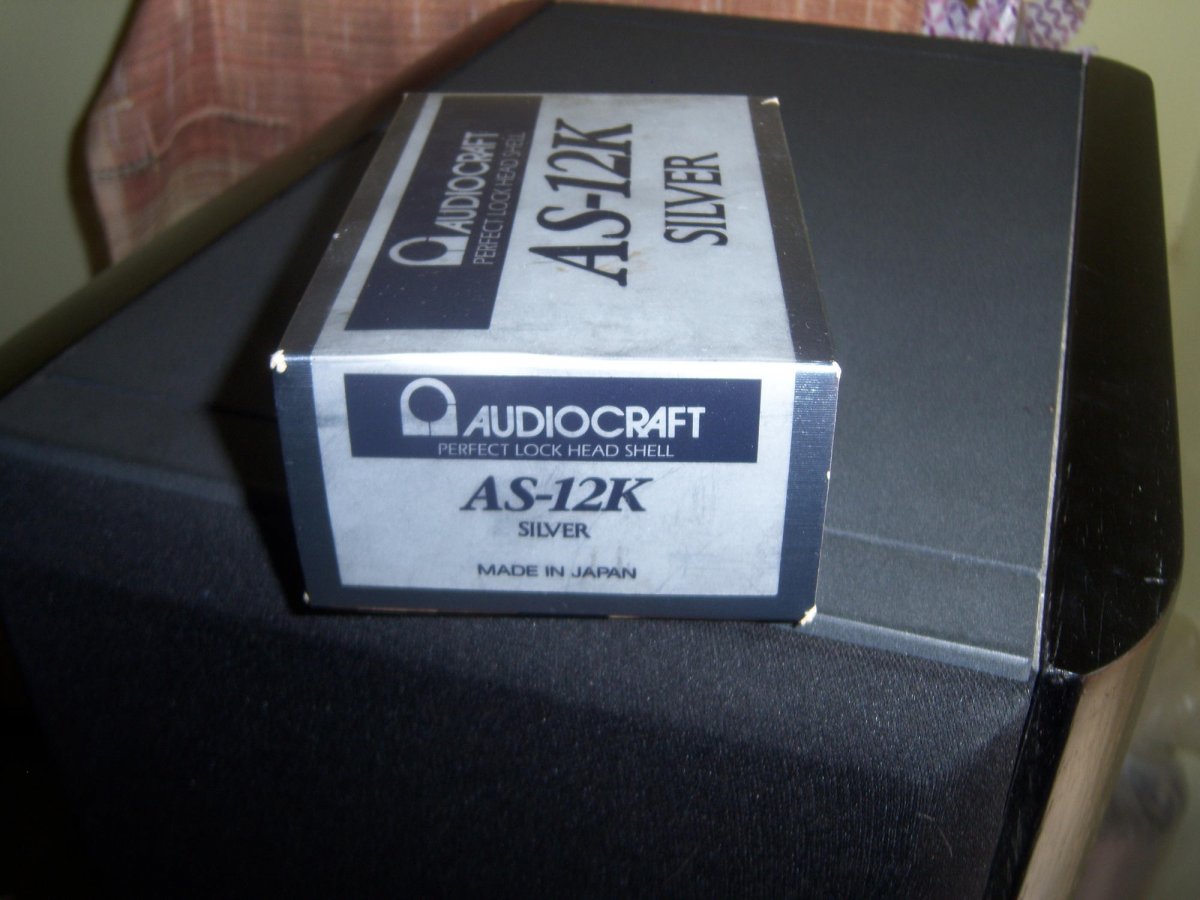 AUDIOCRAFT
PERFECT LOCK HEAD SHELL
AS-12K
SILVER
AUDIOCRAFT
PERFECT LOCK HEAD SHELL
AS-12K
SILVER
MADE IN JAPAN